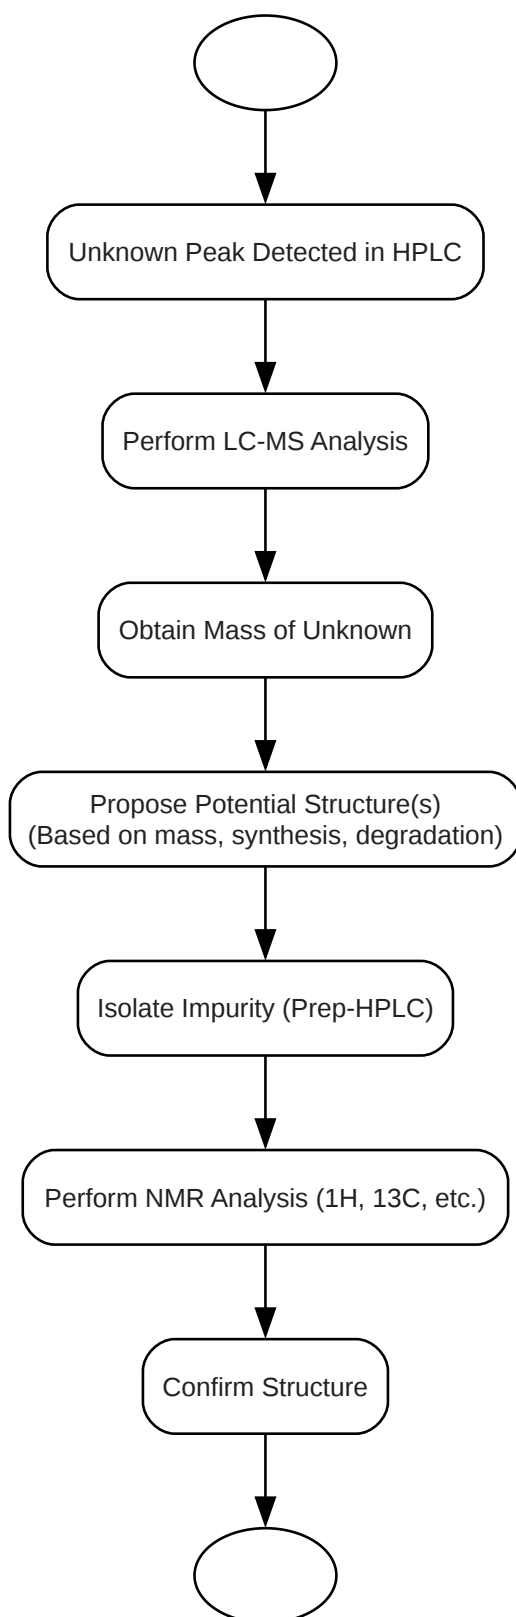 Unknown Peak Detected in HPLC
Perform LC-MS Analysis
Obtain Mass of Unknown
Propose Potential Structure(s)
(Based on mass, synthesis, degradation)
Isolate Impurity (Prep-HPLC)
Perform NMR Analysis (1H, 13C, etc.)
Confirm Structure